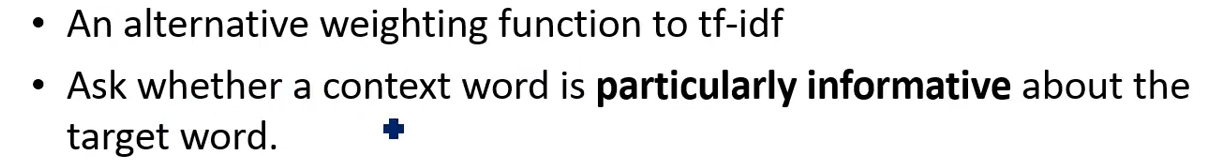 • An alternative weighting function to tf-idf
• Ask whether a context word is particularly informative about the
target word.